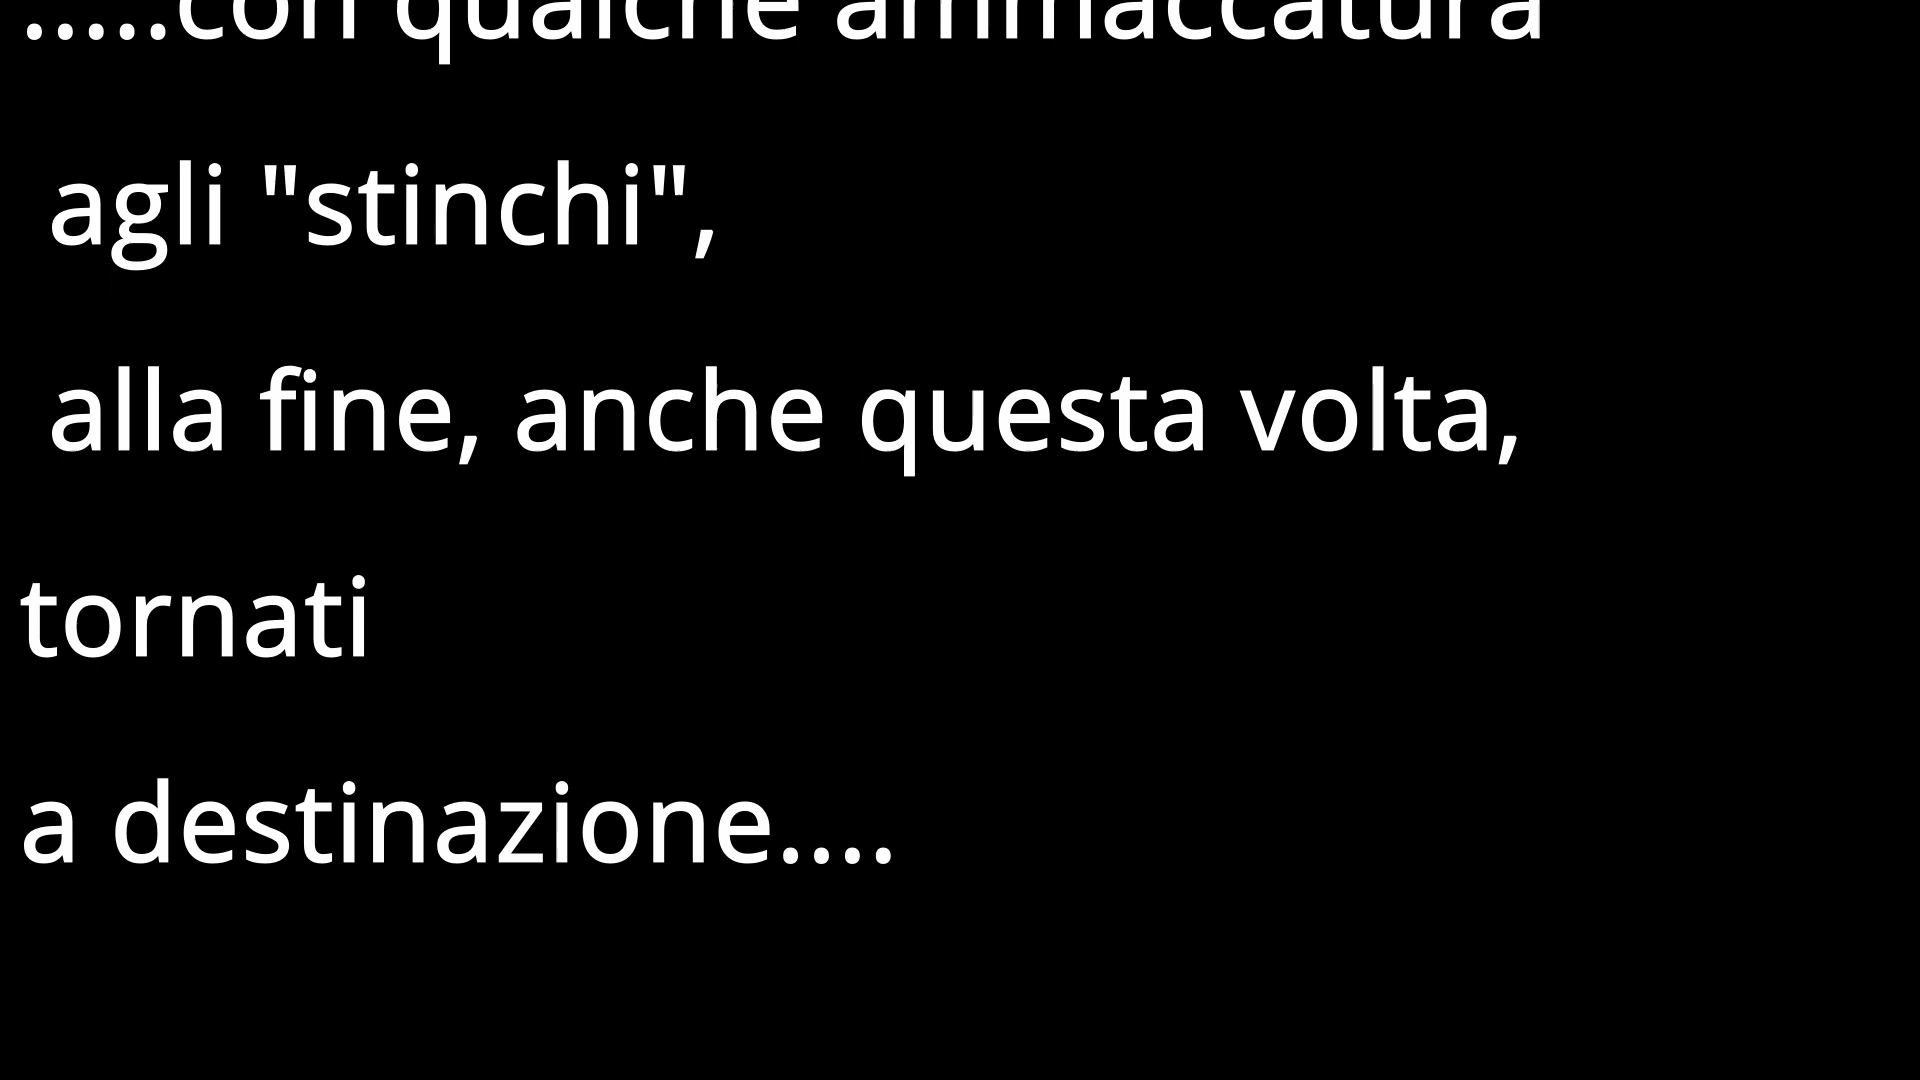 .....con qualche ammaccatura
agli "stinchi",
alla fine, anche questa volta,
tornati
a destinazione....